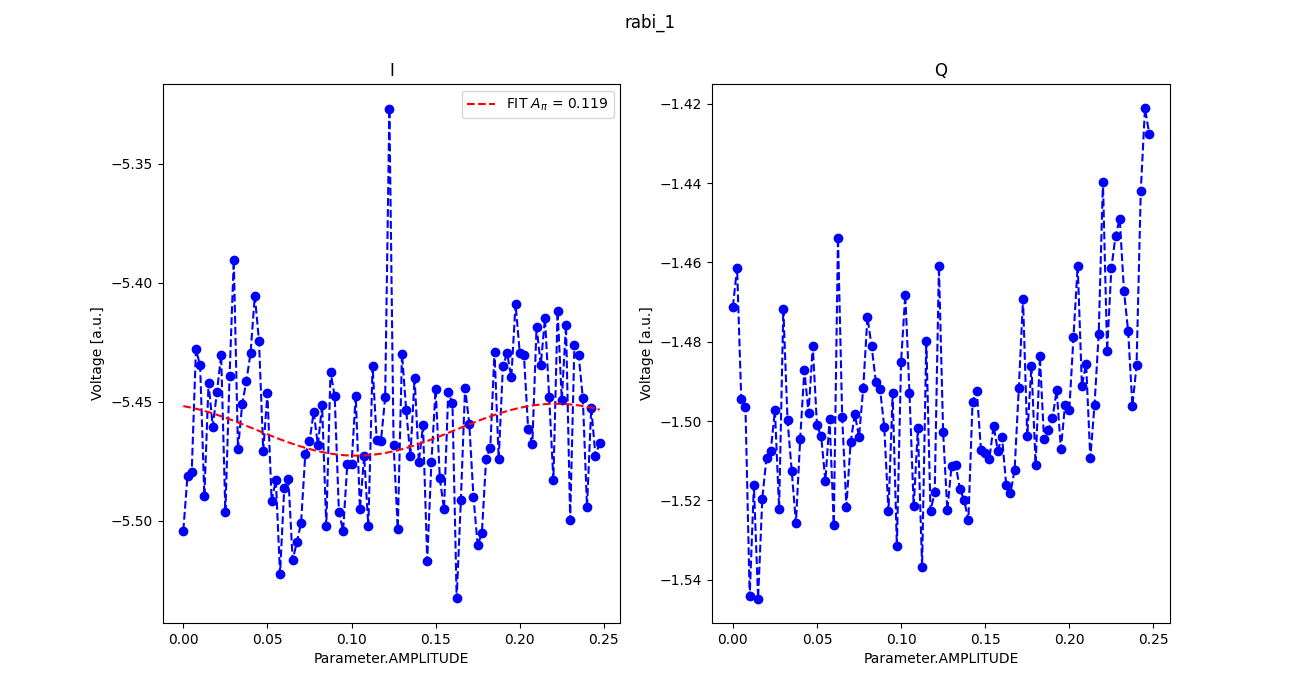 rabi_1
I
Q
FIT Aπ = 0.119
−5.35
−5.40
−5.45
−5.50
Voltage [a.u.]
0.00 0.05 0.10 0.15 0.20 0.25
Parameter.AMPLITUDE
−1.42
−1.44
−1.46
−1.48
−1.50
−1.52
−1.54
Voltage [a.u.]
0.00 0.05 0.10 0.15 0.20 0.25
Parameter.AMPLITUDE